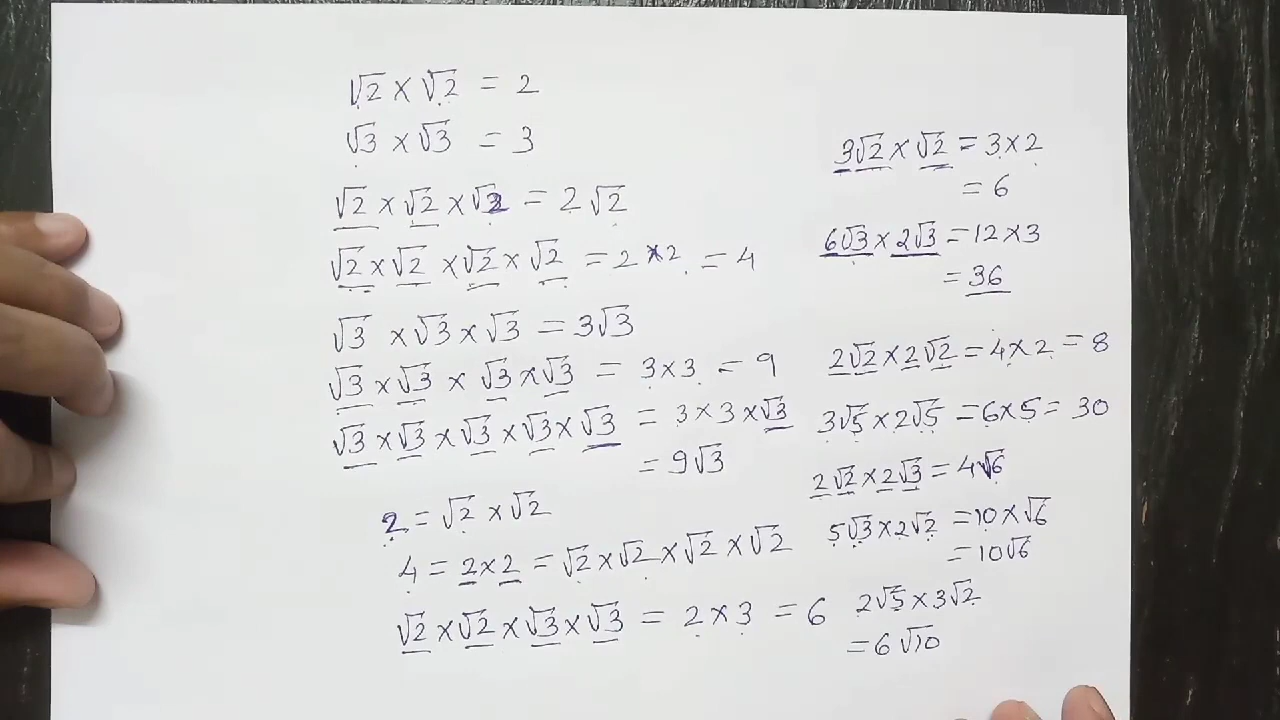 √2 × √2 = 2
√3 × √3 = 3
√2 × √2 × √2 = 2√2
√2 × √2 × √2 × √2 = 2 × 2 = 4
√3 × √3 × √3 = 3√3
√3 × √3 × √3 × √3 = 3 × 3 = 9
√3 × √3 × √3 × √3 × √3 = 3 × 3 × √3
= 9√3
2 = √2 × √2
4 = 2 × 2 = √2 × √2 × √2 × √2
√2 × √2 × √3 × √3 = 2 × 3 = 6
3√2 × √2 = 3 × 2
= 6
6√3 × 2√3 = 12 × 3
= 36
2√2 × 2√2 = 4 × 2 = 8
3√5 × 2√5 = 6 × 5 = 30
2√2 × 2√3 = 4√6
5√3 × 2√2 = 10 × √6
= 10√6
2√5 × 3√2
= 6√10